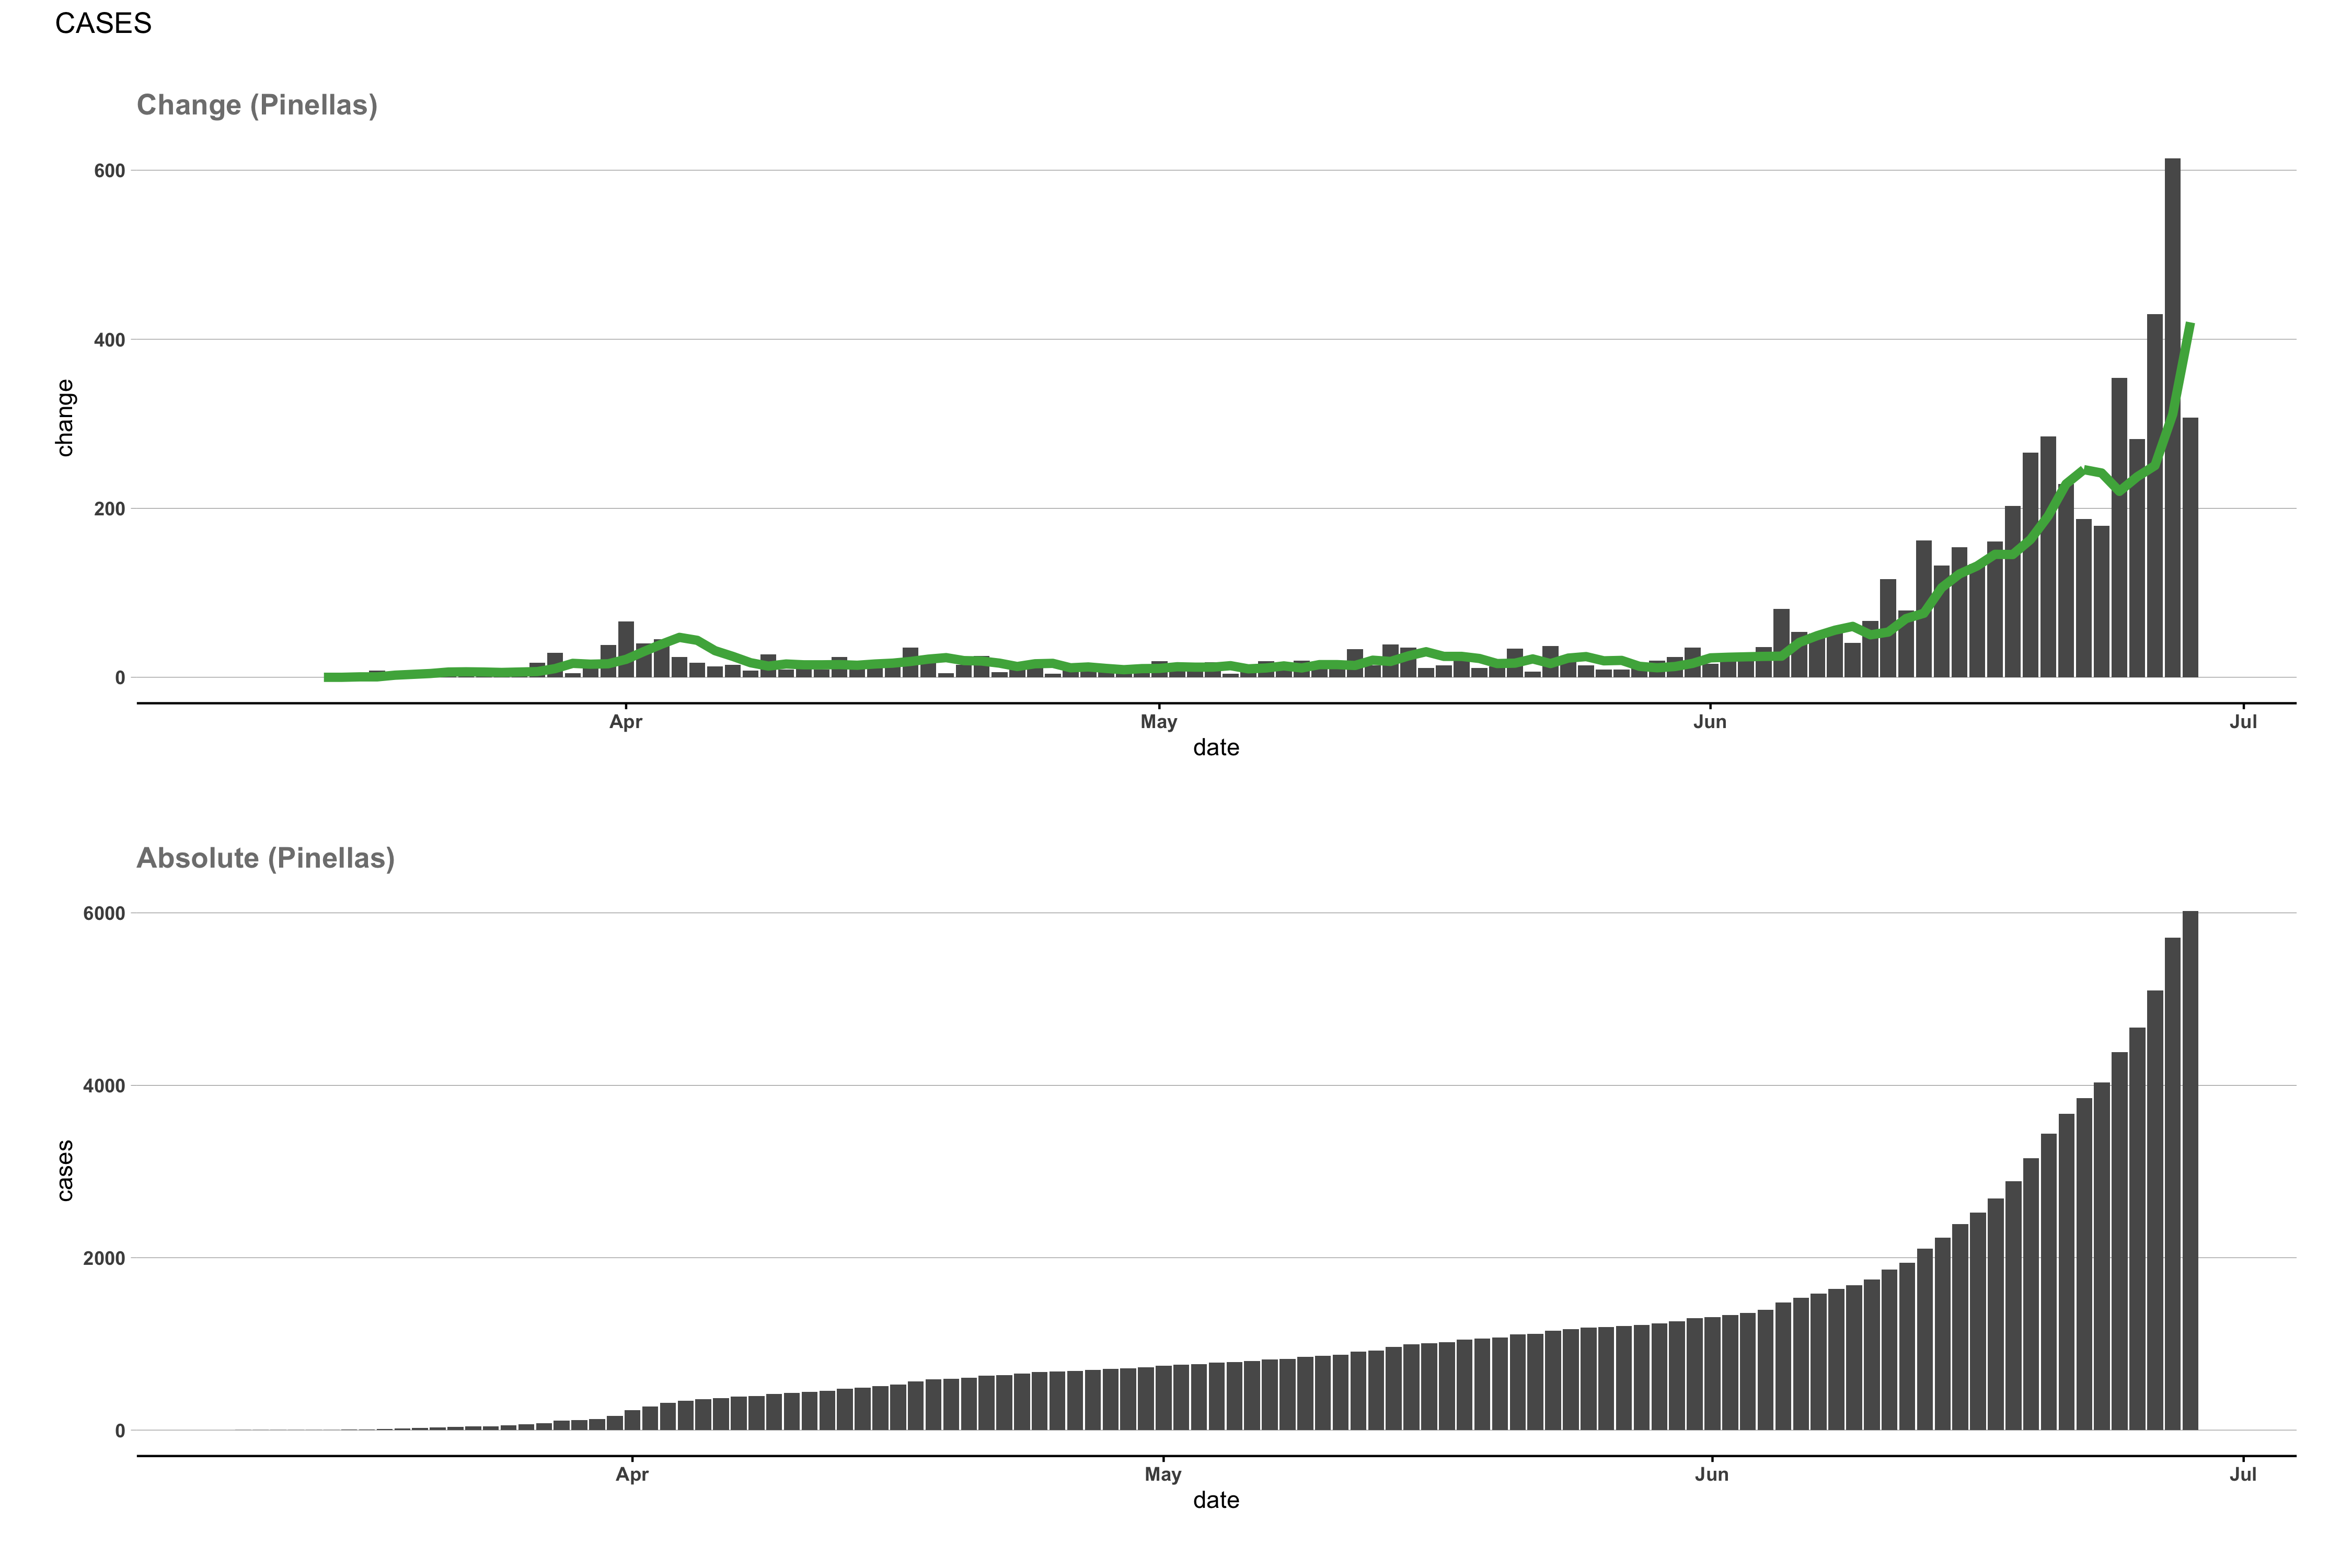 CASES
Change (Pinellas)
600
400
200
0
change
Apr May Jun Jul
date
Absolute (Pinellas)
6000
4000
2000
0
cases
Apr May Jun Jul
date